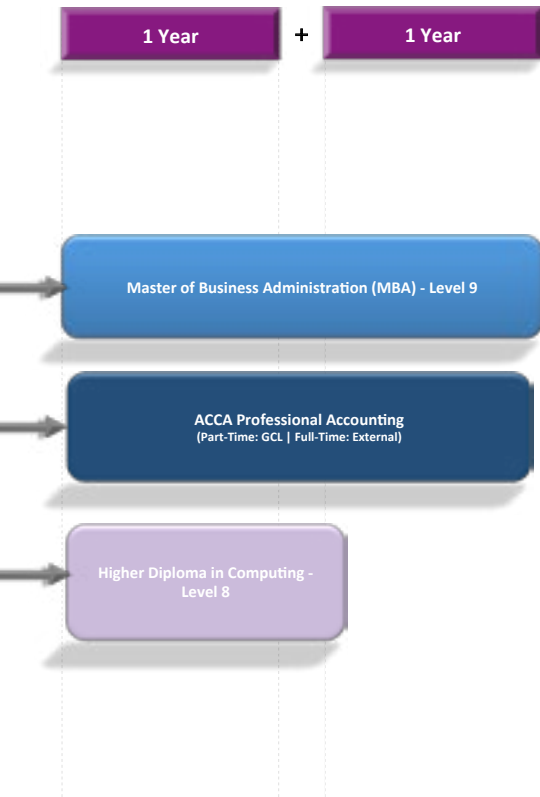 1 Year + 1 Year
Master of Business Administration (MBA) - Level 9
ACCA Professional Accounting
(Part-Time: GCL | Full-Time: External)
Higher Diploma in Computing -
Level 8